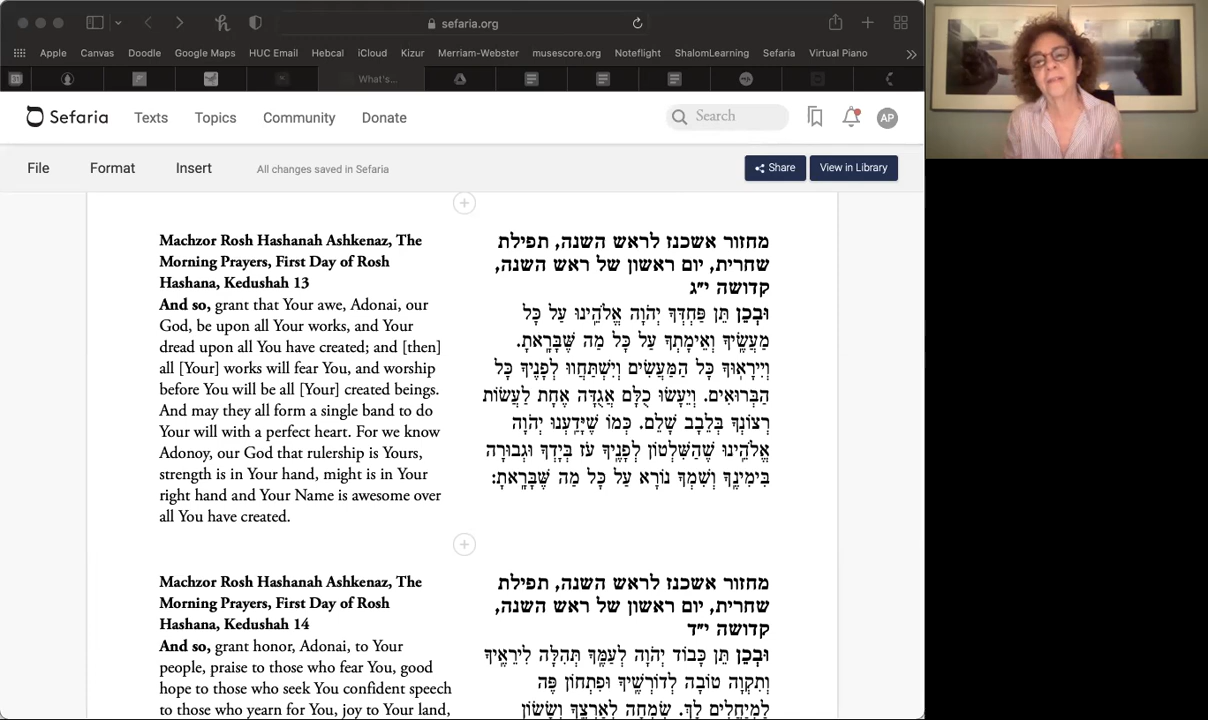 sefaria.org
Apple Canvas Doodle Google Maps HUC Email Hebcal iCloud Kizur Merriam-Webster musescore.org Noteflight ShalomLearning Sefaria Virtual Piano
What's...
Sefaria Texts Topics Community Donate Search AP
File Format Insert All changes saved in Sefaria Share View in Library
Machzor Rosh Hashanah Ashkenaz, The
Morning Prayers, First Day of Rosh
Hashana, Kedushah 13
And so, grant that Your awe, Adonai, our
God, be upon all Your works, and Your
dread upon all You have created; and [then]
all [Your] works will fear You, and worship
before You will be all [Your] created beings.
And may they all form a single band to do
Your will with a perfect heart. For we know
Adonoy, our God that rulership is Yours,
strength is in Your hand, might is in Your
right hand and Your Name is awesome over
all You have created.
מחזור אשכנז לראש השנה, תפילת
שחרית, יום ראשון של ראש השנה,
קדושה י״ג
וּבְכֵן תֵּן פַּחְדְּךָ יְהֹוָה אֱלֹהֵֽינוּ עַל כָּל
מַעֲשֶֽׂיךָ וְאֵימָתְךָ עַל כָּל מַה שֶּׁבָּרָֽאתָ.
וְיִירָאֽוּךָ כָּל הַמַּעֲשִׂים וְיִשְׁתַּחֲווּ לְפָנֶֽיךָ כָּל
הַבְּרוּאִים. וְיֵעָשׂוּ כֻלָּם אֲגֻדָּה אֶחָת לַעֲשׂוֹת
רְצוֹנְךָ בְּלֵבָב שָׁלֵם. כְּמוֹ שֶׁיָּדַֽעְנוּ יְהֹוָה
אֱלֹהֵֽינוּ שֶׁהַשִּׁלְטוֹן לְפָנֶֽיךָ עֹז בְּיָדְךָ וּגְבוּרָה
בִּימִינֶֽךָ וְשִׁמְךָ נוֹרָא עַל כָּל מַה שֶּׁבָּרָֽאתָ:
Machzor Rosh Hashanah Ashkenaz, The
Morning Prayers, First Day of Rosh
Hashana, Kedushah 14
And so, grant honor, Adonai, to Your
people, praise to those who fear You, good
hope to those who seek You confident speech
to those who yearn for You, joy to Your land,
מחזור אשכנז לראש השנה, תפילת
שחרית, יום ראשון של ראש השנה,
קדושה י״ד
וּבְכֵן תֵּן כָּבוֹד יְהֹוָה לְעַמֶּֽךָ תְּהִלָּה לִירֵאֶֽיךָ
וְתִקְוָה טוֹבָה לְדוֹרְשֶֽׁיךָ וּפִתְחוֹן פֶּה
לַמְיַחֲלִים לָךְ. שִׂמְחָה לְאַרְצֶֽךָ וְשָׂשׂוֹן